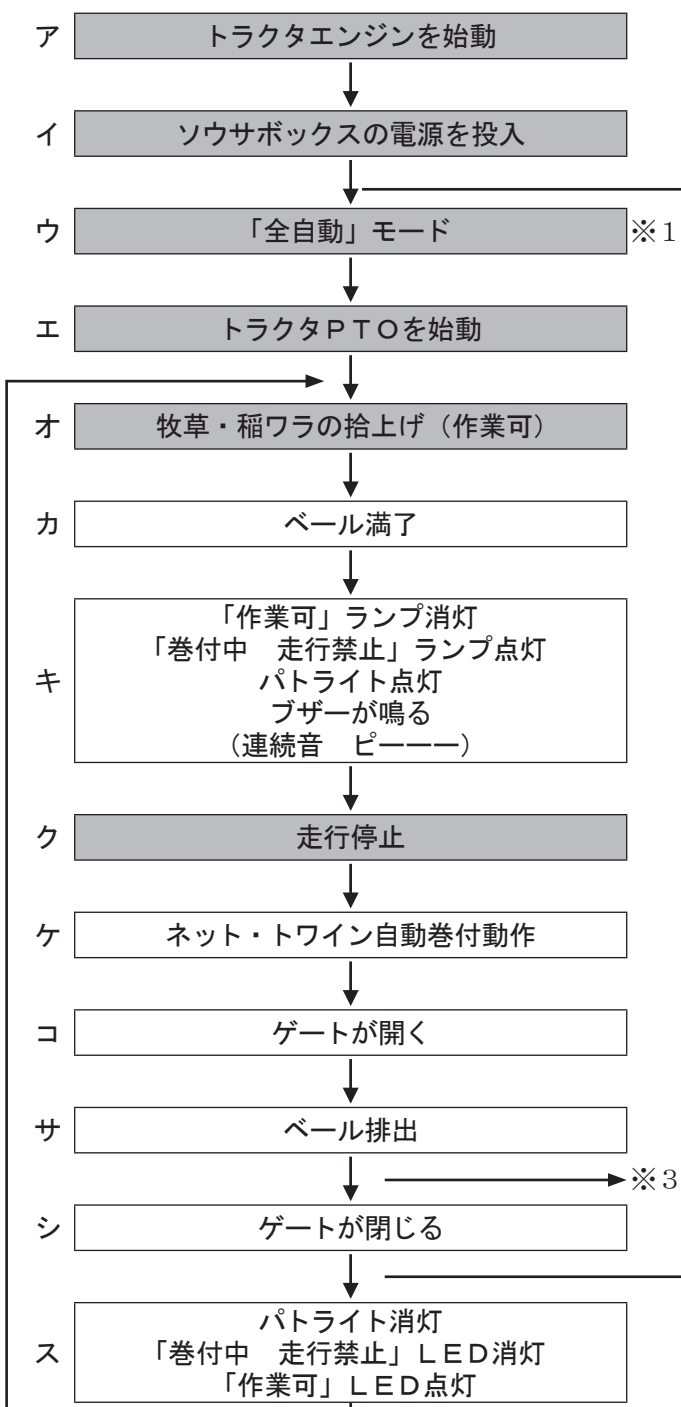 ア トラクタエンジンを始動
イ ソウサボックスの電源を投入
ウ 「全自動」モード ※1
エ トラクタPTOを始動
オ 牧草・稲ワラの拾上げ(作業可)
カ ベール満了
「作業可」ランプ消灯
「巻付中 走行禁止」ランプ点灯
キ パトライト点灯
ブザーが鳴る
(連続音 ピーーー)
ク 走行停止
ケ ネット・トワイン自動巻付動作
コ ゲートが開く
サ ベール排出
※3
シ ゲートが閉じる
パトライト消灯
ス 「巻付中 走行禁止」LED消灯
「作業可」LED点灯